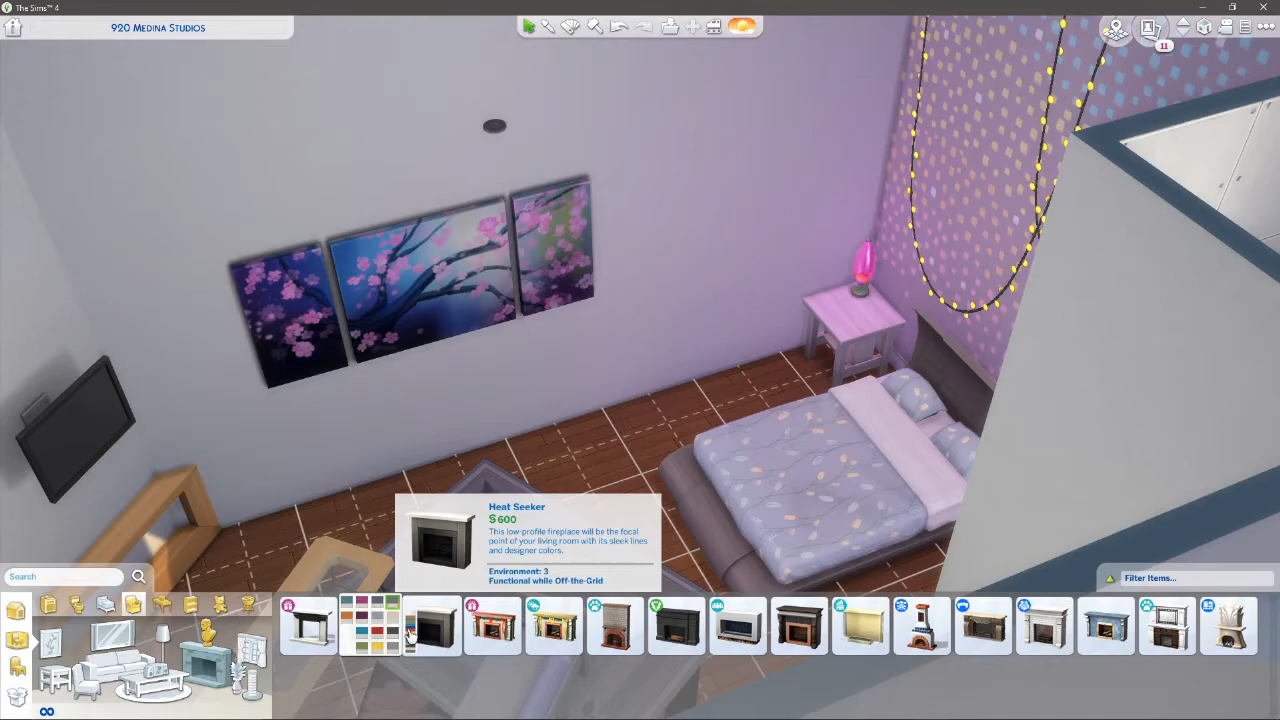 The Sims™ 4
920 Medina Studios
11
Heat Seeker
$600
This low-profile fireplace will be the focal
point of your living room with its sleek lines
and designer colors.
Environment: 3
Functional while Off-the-Grid
Search
Filter Items...